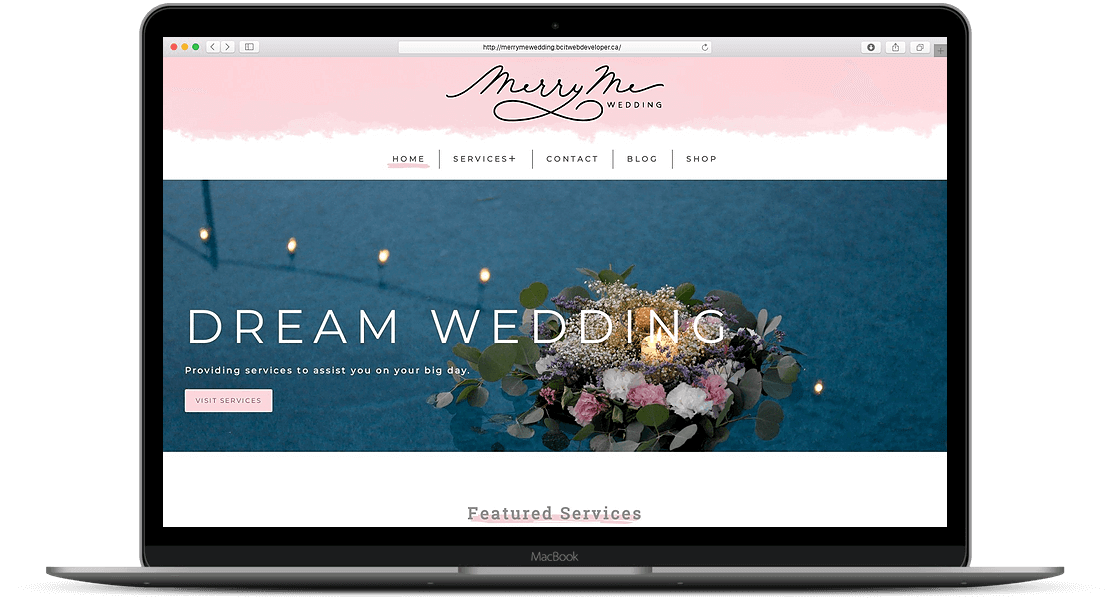 http://merrymewedding.bcitwebdeveloper.ca/
Merry Me
WEDDING
HOME
SERVICES+
CONTACT
BLOG
SHOP
DREAM WEDDING
Providing services to assist you on your big day.
VISIT SERVICES
Featured Services
MacBook